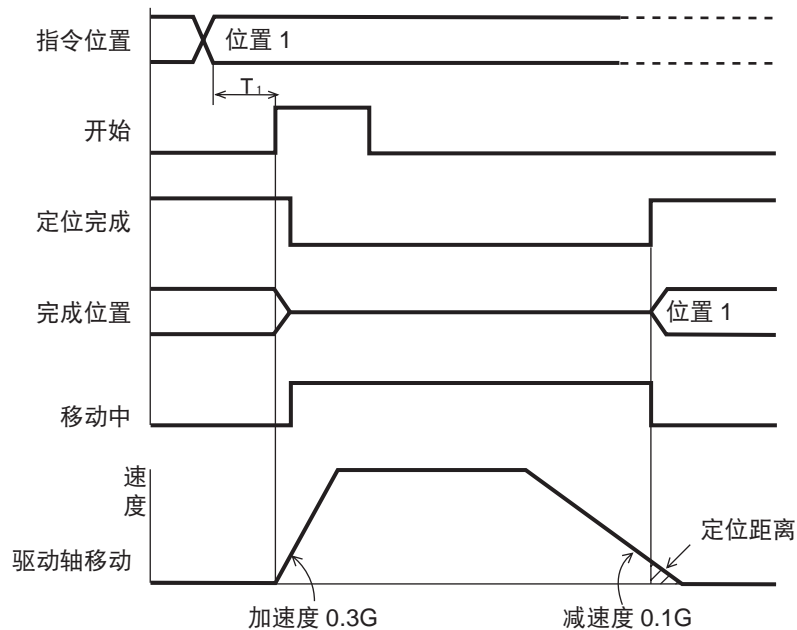 指令位置
位置 1
T₁
开始
定位完成
完成位置
位置 1
移动中
速度
定位距离
驱动轴移动
加速度 0.3G
减速度 0.1G